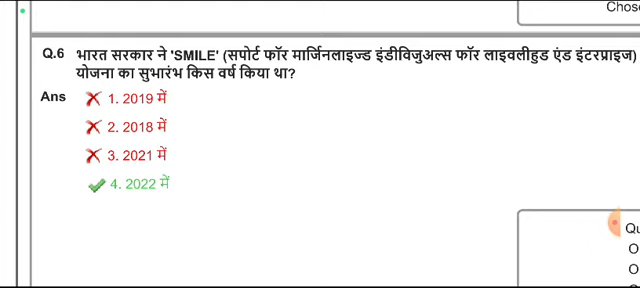 Chose
Q.6 भारत सरकार ने 'SMILE' (सपोर्ट फॉर मार्जिनलाइज्ड इंडीविजुअल्स फॉर लाइवलीहुड एंड इंटरप्राइज)
योजना का सुभारंभ किस वर्ष किया था?
Ans 1. 2019 में
2. 2018 में
3. 2021 में
4. 2022 में
Qu
O
O